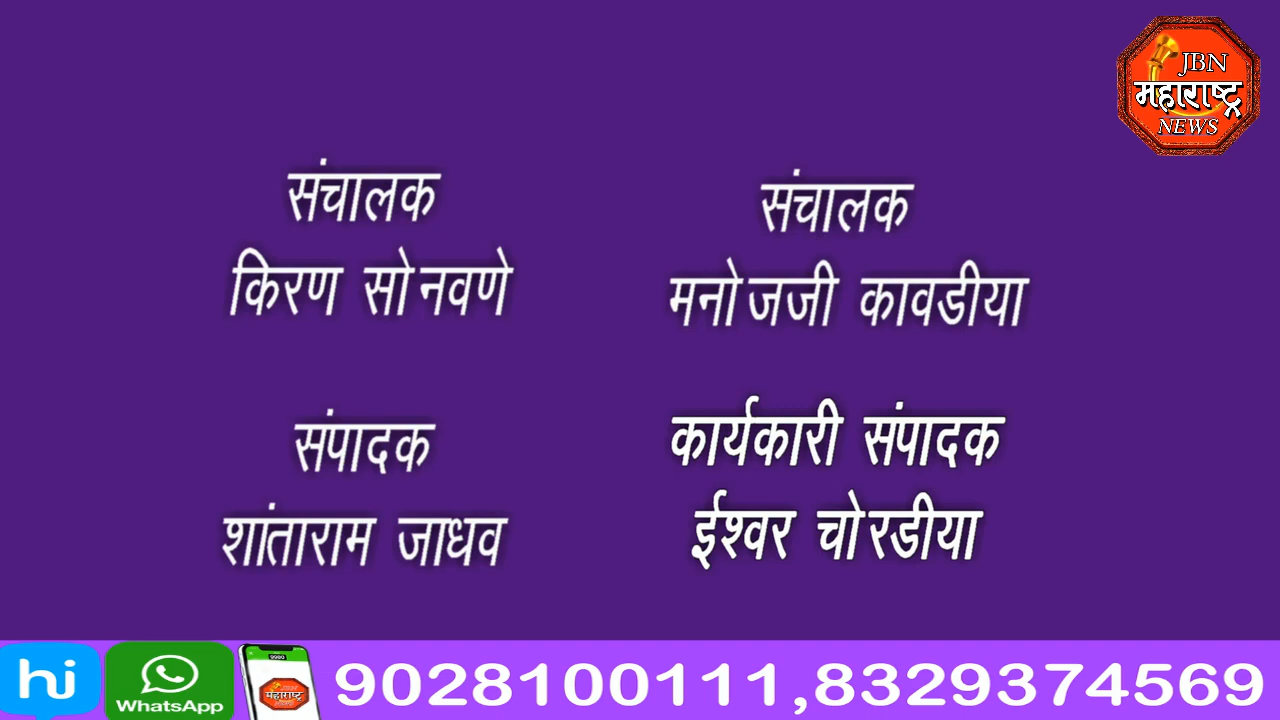 JBN
महाराष्ट्र
NEWS
संचालक
किरण सोनवणे
संचालक
मनोजजी कावडीया
संपादक
शांताराम जाधव
कार्यकारी संपादक
ईश्वर चोरडीया
hi
WhatsApp
महाराष्ट्र
9028100111,8329374569